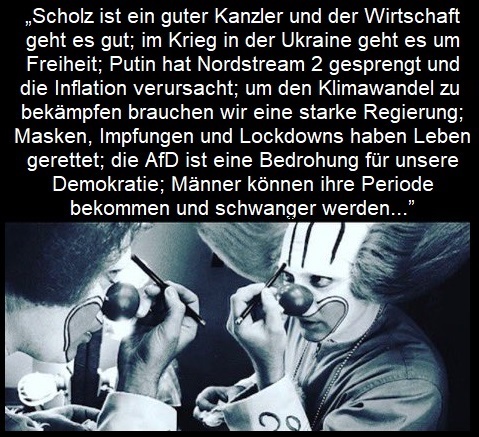 „Scholz ist ein guter Kanzler und der Wirtschaft
geht es gut; im Krieg in der Ukraine geht es um
Freiheit; Putin hat Nordstream 2 gesprengt und
die Inflation verursacht; um den Klimawandel zu
bekämpfen brauchen wir eine starke Regierung;
Masken, Impfungen und Lockdowns haben Leben
gerettet; die AfD ist eine Bedrohung für unsere
Demokratie; Männer können ihre Periode
bekommen und schwanger werden...”